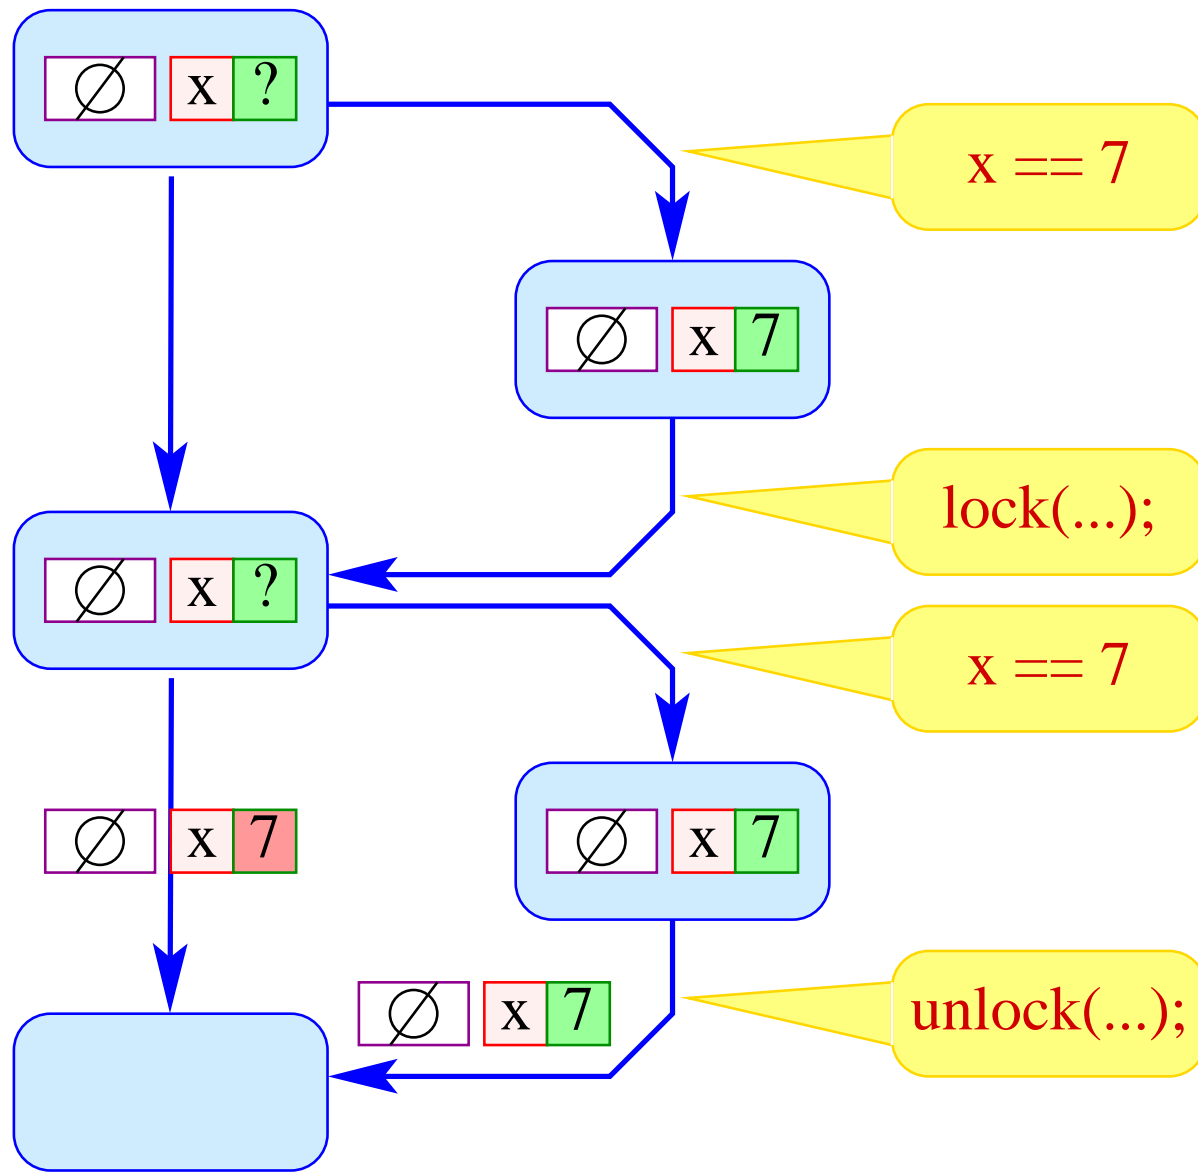 ∅ x ?
x == 7
∅ x 7
lock(...);
∅ x ?
x == 7
∅ x 7
∅ x 7
∅ x 7
unlock(...);